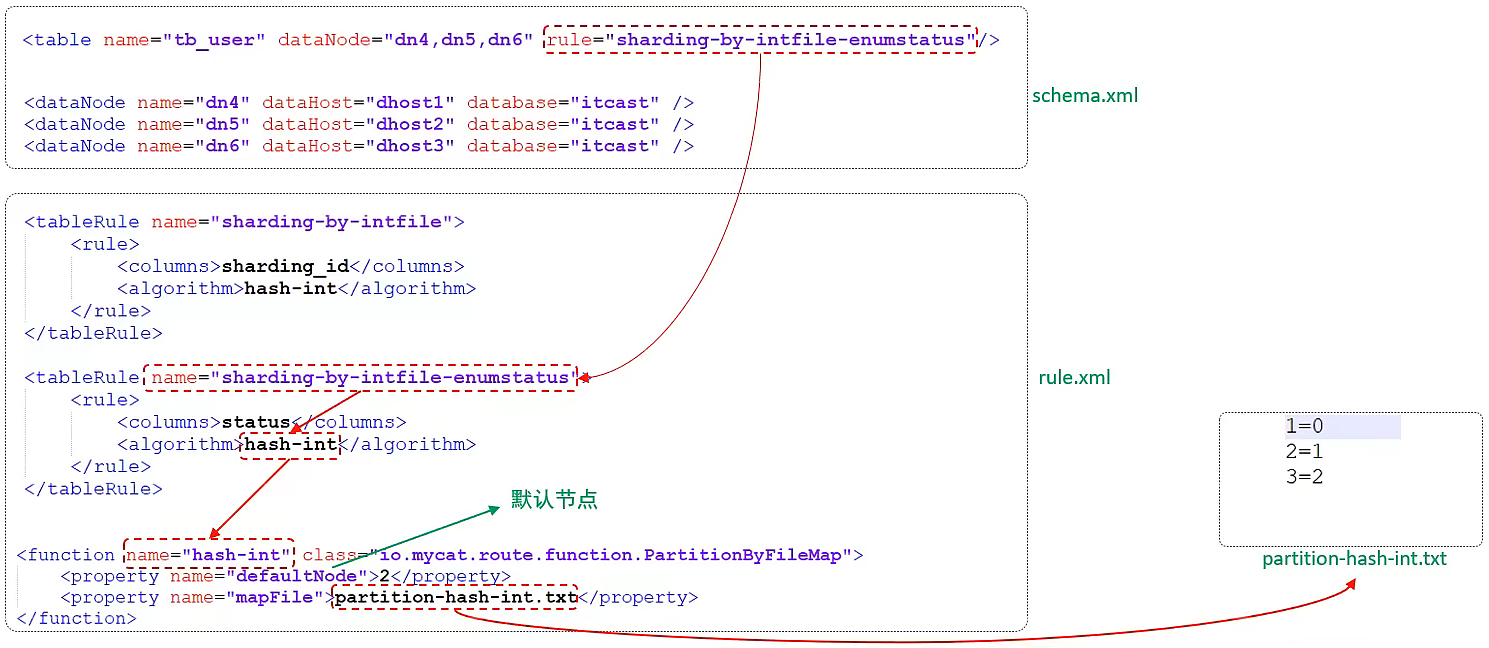 <table name="tb_user" dataNode="dn4,dn5,dn6" rule="sharding-by-intfile-enumstatus"/>
<dataNode name="dn4" dataHost="dhost1" database="itcast" />
<dataNode name="dn5" dataHost="dhost2" database="itcast" />
<dataNode name="dn6" dataHost="dhost3" database="itcast" />
schema.xml
<tableRule name="sharding-by-intfile">
<rule>
<columns>sharding_id</columns>
<algorithm>hash-int</algorithm>
</rule>
</tableRule>
<tableRule name="sharding-by-intfile-enumstatus">
<rule>
<columns>status</columns>
<algorithm>hash-int</algorithm>
</rule>
</tableRule>
默认节点
<function name="hash-int" class="io.mycat.route.function.PartitionByFileMap">
<property name="defaultNode">2</property>
<property name="mapFile">partition-hash-int.txt</property>
</function>
rule.xml
1=0
2=1
3=2
partition-hash-int.txt